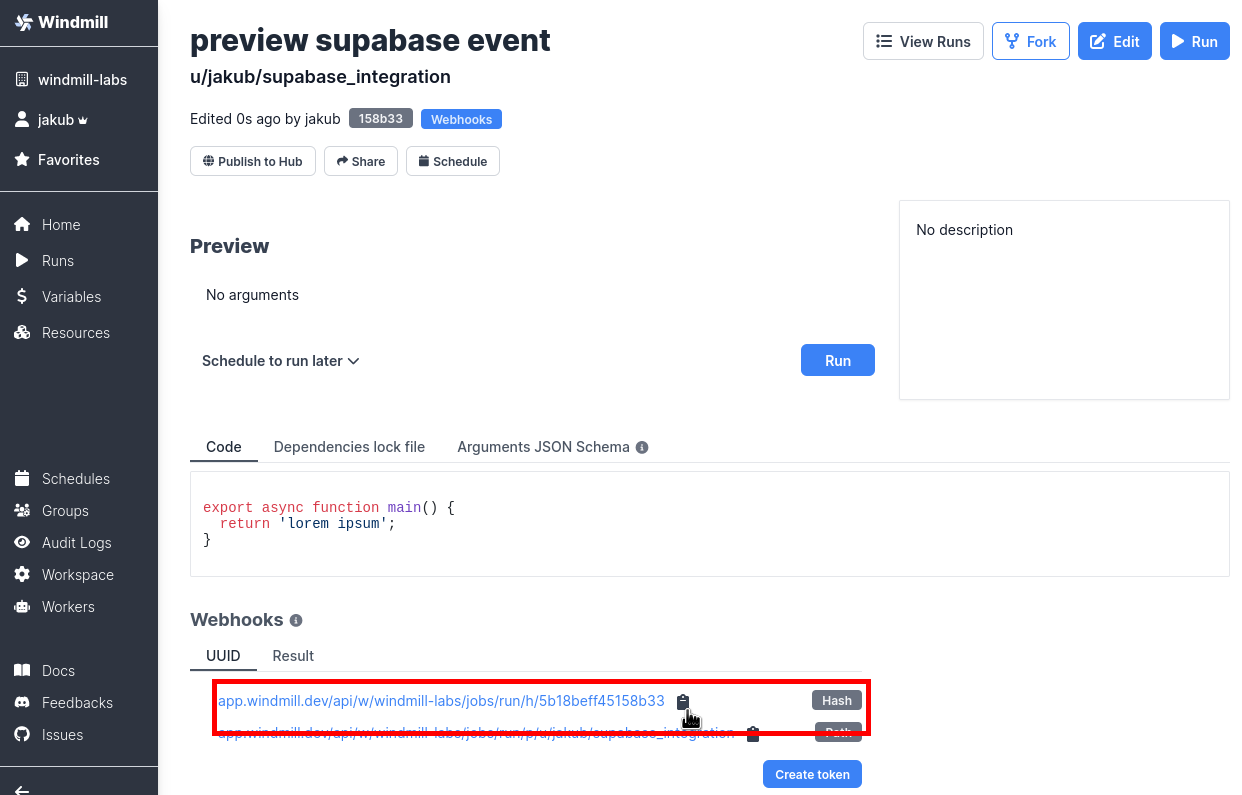 Windmill
windmill-labs
jakub
Favorites
Home
Runs
Variables
Resources
Schedules
Groups
Audit Logs
Workspace
Workers
Docs
Feedbacks
Issues
preview supabase event
View Runs
Fork
Edit
Run
u/jakub/supabase_integration
Edited 0s ago by jakub 158b33 Webhooks
Publish to Hub
Share
Schedule
No description
Preview
No arguments
Schedule to run later
Run
Code Dependencies lock file Arguments JSON Schema
export async function main() {
  return 'lorem ipsum';
}
Webhooks
UUID Result
app.windmill.dev/api/w/windmill-labs/jobs/run/h/5b18beff45158b33 Hash
app.windmill.dev/api/w/windmill-labs/jobs/run/p/u/jakub/supabase_integration Path
Create token